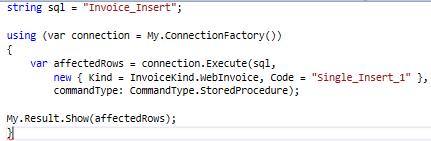 string sql = "Invoice_Insert";
using (var connection = My.ConnectionFactory())
{
var affectedRows = connection.Execute(sql,
new { Kind = InvoiceKind.WebInvoice, Code = "Single_Insert_1" },
commandType: CommandType.StoredProcedure);
My.Result.Show(affectedRows);
}